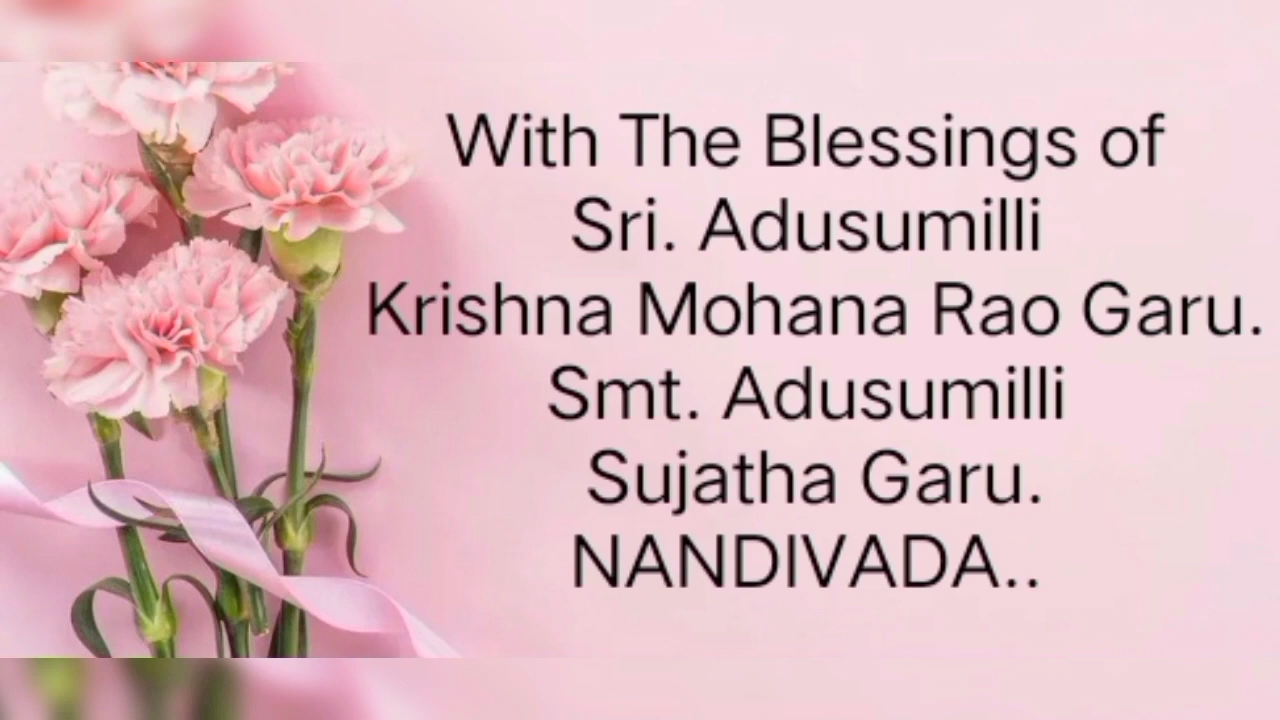 With The Blessings of
Sri. Adusumilli
Krishna Mohana Rao Garu.
Smt. Adusumilli
Sujatha Garu.
NANDIVADA..